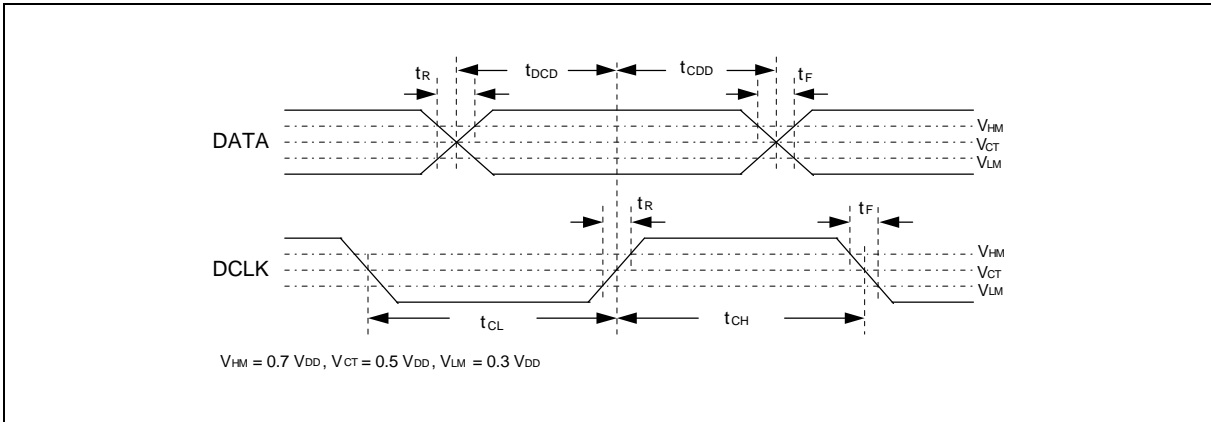 tR tDCD tCDD tF
DATA
VHM
VCT
VLM
tR tF
DCLK
VHM
VCT
VLM
tCL tCH
VHM = 0.7 VDD, VCT = 0.5 VDD, VLM = 0.3 VDD